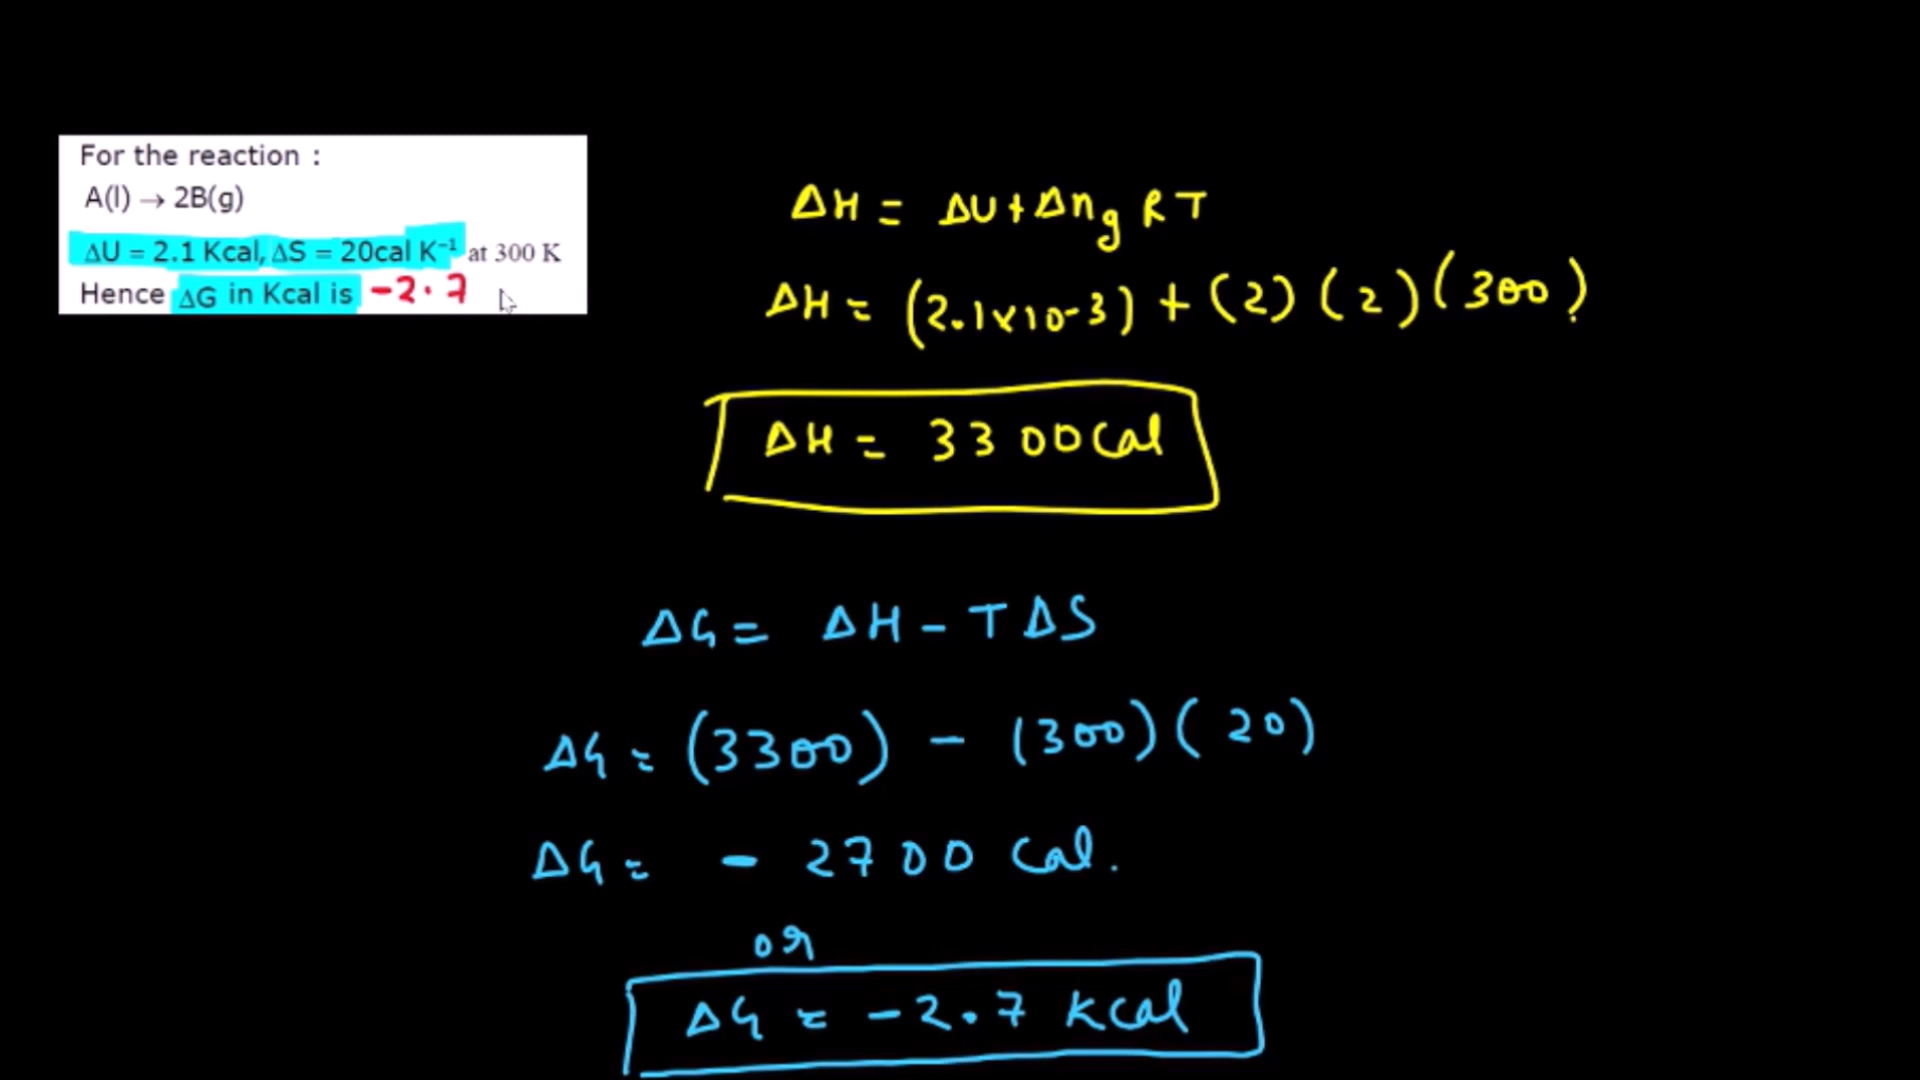 For the reaction :
A(l) → 2B(g)
ΔU = 2.1 Kcal, ΔS = 20cal K⁻¹ at 300 K
Hence ΔG in Kcal is -2.7
ΔH = ΔU + Δng RT
ΔH = (2.1x10-3) + (2) (2) (300)
ΔH = 3300 Cal
ΔG = ΔH - TΔS
ΔG = (3300) - (300) (20)
ΔG = - 2700 Cal.
or
ΔG = -2.7 Kcal